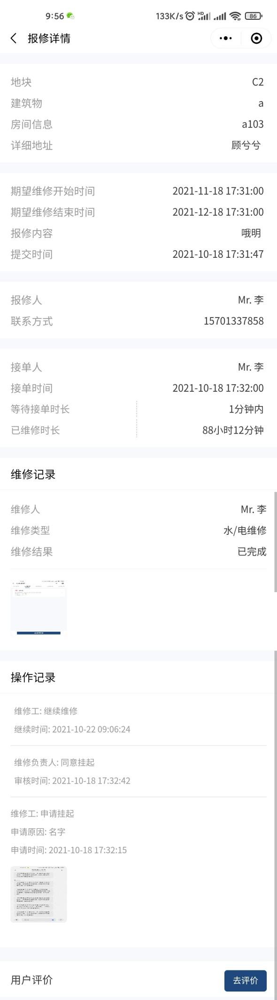 9:56
133K/s HD 86
报修详情
地块 C2
建筑物 a
房间信息 a103
详细地址 顾兮兮
期望维修开始时间 2021-11-18 17:31:00
期望维修结束时间 2021-12-18 17:31:00
报修内容 哦明
提交时间 2021-10-18 17:31:47
报修人 Mr. 李
联系方式 15701337858
接单人 Mr. 李
接单时间 2021-10-18 17:32:00
等待接单时长 1分钟内
已维修时长 88小时12分钟
维修记录
维修人 Mr. 李
维修类型 水/电维修
维修结果 已完成
操作记录
维修工: 继续维修
继续时间: 2021-10-22 09:06:24
维修负责人: 同意挂起
审核时间: 2021-10-18 17:32:42
维修工: 申请挂起
申请原因: 名字
申请时间: 2021-10-18 17:32:15
用户评价 去评价